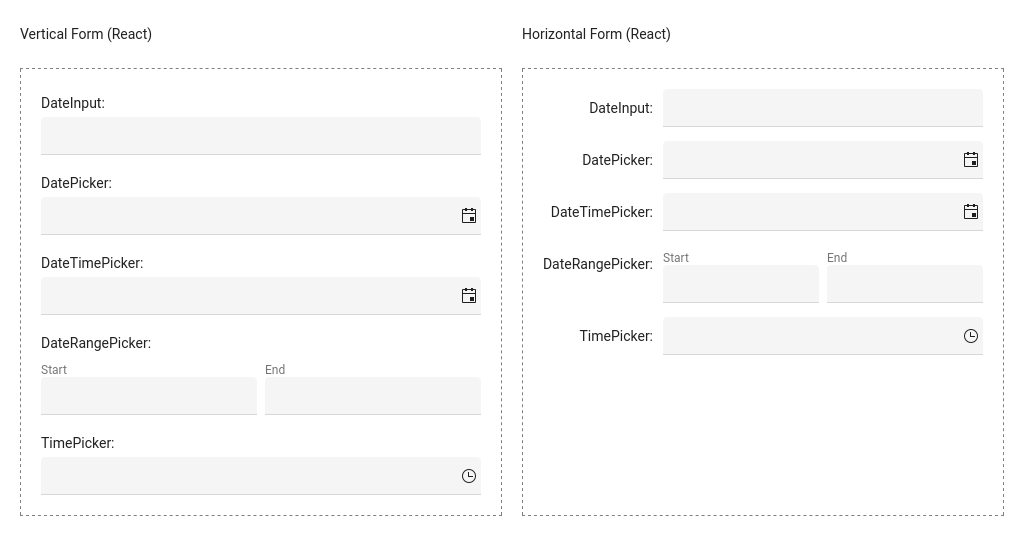 Vertical Form (React)
DateInput:
DatePicker:
DateTimePicker:
DateRangePicker:
Start End
TimePicker:
Horizontal Form (React)
DateInput:
DatePicker:
DateTimePicker:
DateRangePicker:
Start End
TimePicker: